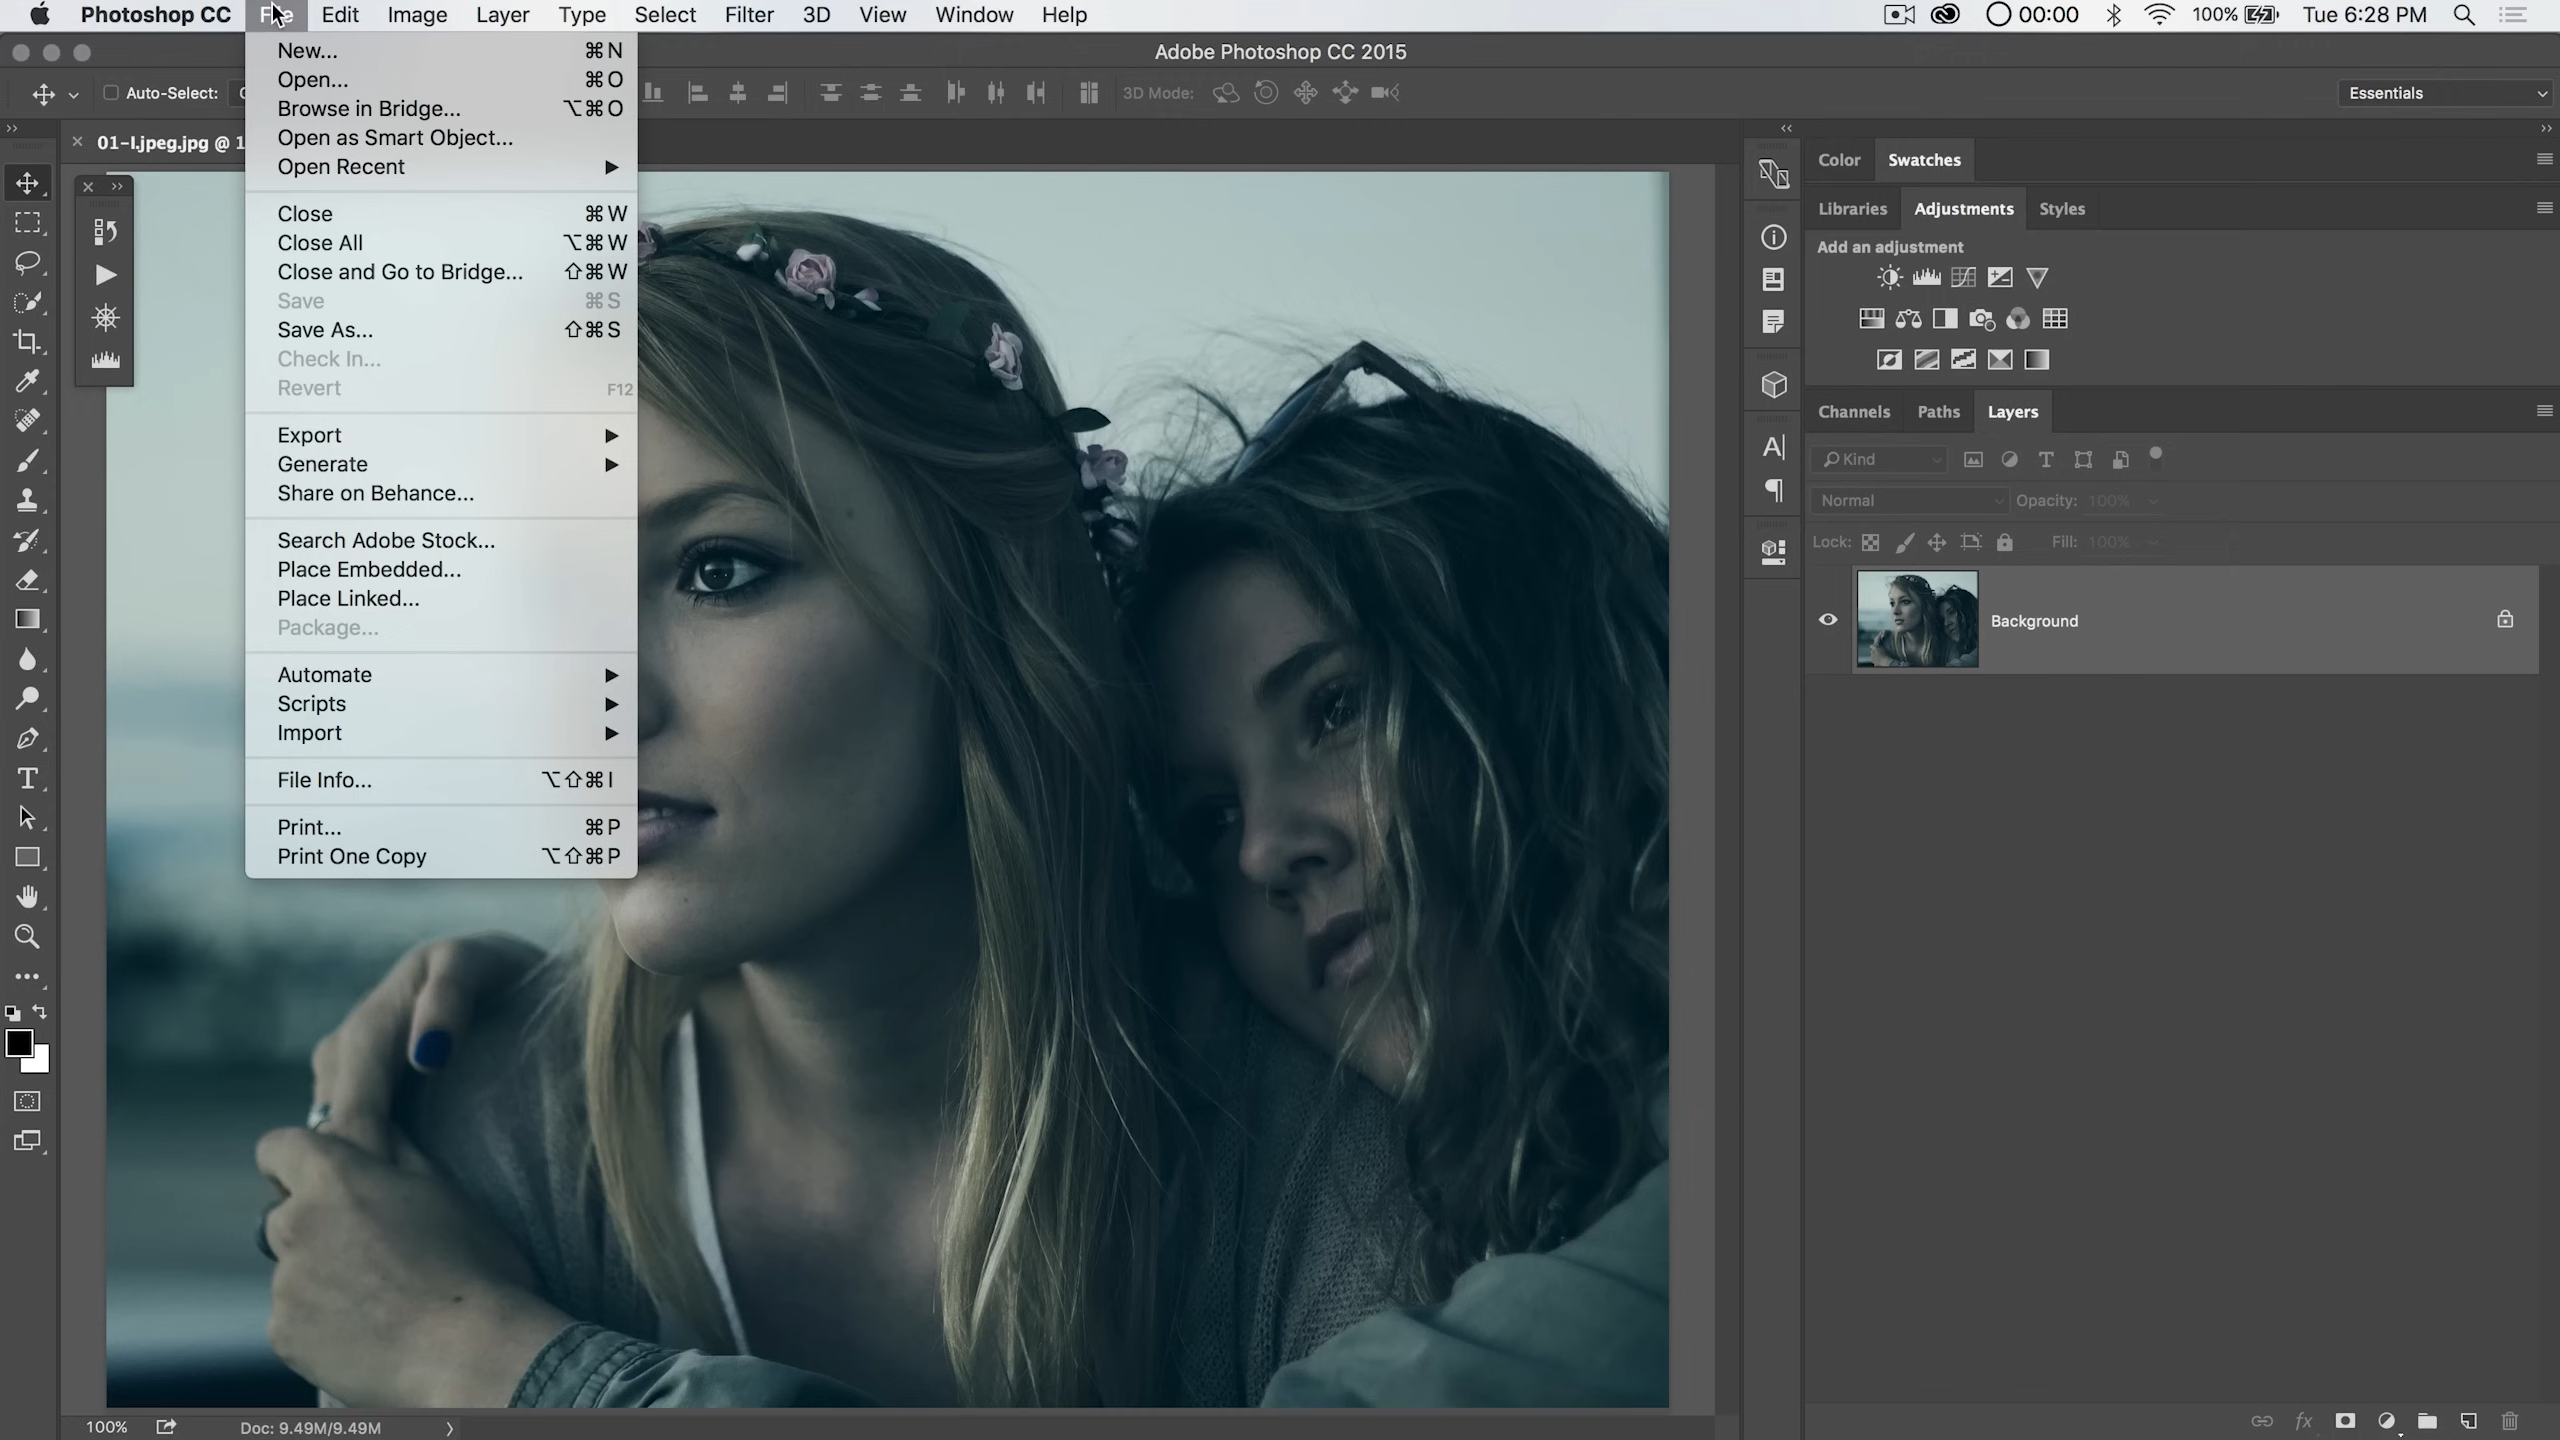 Photoshop CC File Edit Image Layer Type Select Filter 3D View Window Help 00:00 100% Tue 6:28 PM
Adobe Photoshop CC 2015
Auto-Select: 3D Mode: Essentials
01-l.jpeg.jpg @ 1
New... ⌘N
Open... ⌘O
Browse in Bridge... ⌥⌘O
Open as Smart Object...
Open Recent ▶
Close ⌘W
Close All ⌥⌘W
Close and Go to Bridge... ⇧⌘W
Save ⌘S
Save As... ⇧⌘S
Check In...
Revert F12
Export ▶
Generate ▶
Share on Behance...
Search Adobe Stock...
Place Embedded...
Place Linked...
Package...
Automate ▶
Scripts ▶
Import ▶
File Info... ⌥⇧⌘I
Print... ⌘P
Print One Copy ⌥⇧⌘P
Color Swatches
Libraries Adjustments Styles
Add an adjustment
Channels Paths Layers
Kind
Normal Opacity: 100%
Lock: Fill: 100%
Background
fx
100% Doc: 9.49M/9.49M